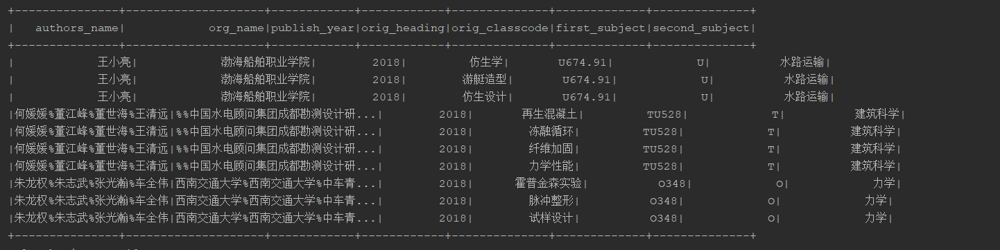 +---------------+--------------------+------------+------------+--------------+-------------+--------------+
|   authors_name|            org_name|publish_year|orig_heading|orig_classcode|first_subject|second_subject|
+---------------+--------------------+------------+------------+--------------+-------------+--------------+
|            王小亮|            渤海船舶职业学院|        2018|         仿生学|       U674.91|            U|          水路运输|
|            王小亮|            渤海船舶职业学院|        2018|        游艇造型|       U674.91|            U|          水路运输|
|            王小亮|            渤海船舶职业学院|        2018|        仿生设计|       U674.91|            U|          水路运输|
|何媛媛%董江峰%董世海%王清远|%%中国水电顾问集团成都勘测设计研...|        2018|       再生混凝土|         TU528|            T|          建筑科学|
|何媛媛%董江峰%董世海%王清远|%%中国水电顾问集团成都勘测设计研...|        2018|        冻融循环|         TU528|            T|          建筑科学|
|何媛媛%董江峰%董世海%王清远|%%中国水电顾问集团成都勘测设计研...|        2018|        纤维加固|         TU528|            T|          建筑科学|
|何媛媛%董江峰%董世海%王清远|%%中国水电顾问集团成都勘测设计研...|        2018|        力学性能|         TU528|            T|          建筑科学|
|朱龙权%朱志武%张光瀚%车全伟|西南交通大学%西南交通大学%中车青...|        2018|      霍普金森实验|          O348|            O|            力学|
|朱龙权%朱志武%张光瀚%车全伟|西南交通大学%西南交通大学%中车青...|        2018|        脉冲整形|          O348|            O|            力学|
|朱龙权%朱志武%张光瀚%车全伟|西南交通大学%西南交通大学%中车青...|        2018|        试样设计|          O348|            O|            力学|
+---------------+--------------------+------------+------------+--------------+-------------+--------------+